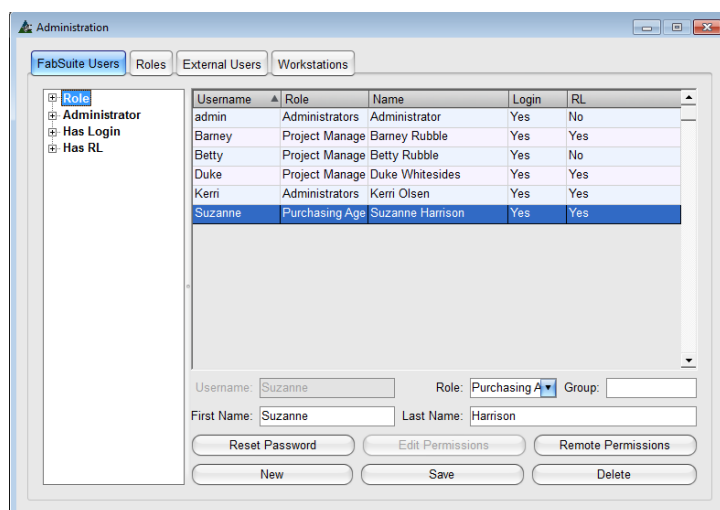 Administration
FabSuite Users Roles External Users Workstations
Role
Administrator
Has Login
Has RL
Username Role Name Login RL
admin Administrators Administrator Yes No
Barney Project Manage Barney Rubble Yes Yes
Betty Project Manage Betty Rubble Yes No
Duke Project Manage Duke Whitesides Yes Yes
Kerri Administrators Kerri Olsen Yes Yes
Suzanne Purchasing Age Suzanne Harrison Yes Yes
Username: Suzanne Role: Purchasing A Group:
First Name: Suzanne Last Name: Harrison
Reset Password Edit Permissions Remote Permissions
New Save Delete